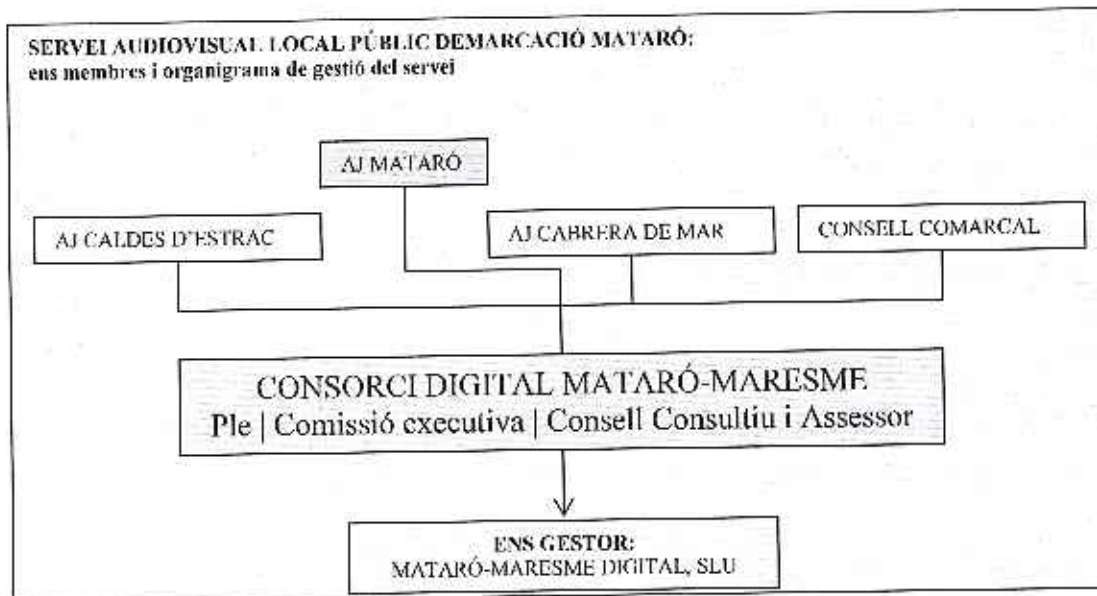 SERVEI AUDIOVISUAL LOCAL PÚBLIC DEMARCACIÓ MATARÓ:
ens membres i organigrama de gestió del servei
AJ MATARÓ
AJ CALDES D'ESTRAC
AJ CABRERA DE MAR
CONSELL COMARCAL
CONSORCI DIGITAL MATARÓ-MARESME
Ple | Comissió executiva | Consell Consultiu i Assessor
ENS GESTOR:
MATARÓ-MARESME DIGITAL, SLU